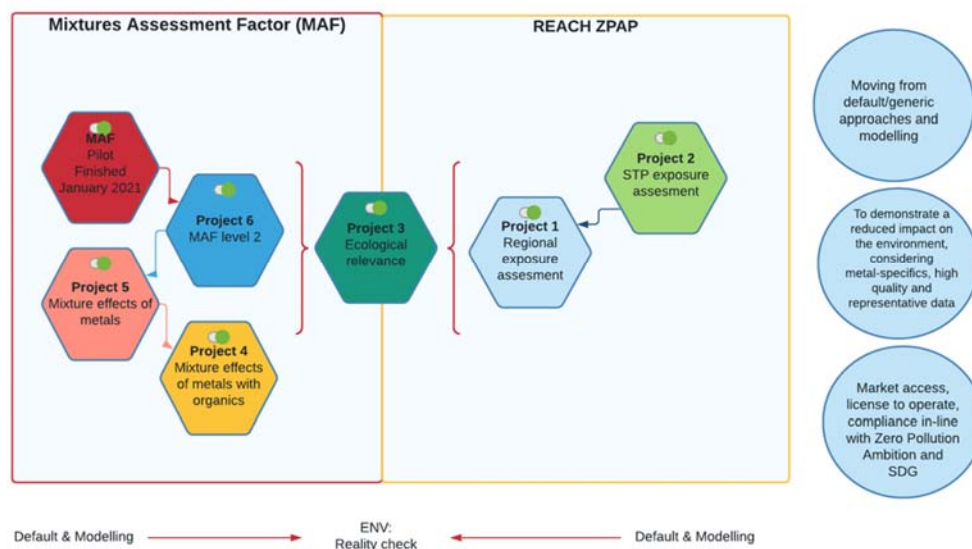 Mixtures Assessment Factor (MAF)
REACH ZPAP
MAF
Pilot
Finished
January 2021
Project 6
MAF level 2
Project 5
Mixture effects of
metals
Project 4
Mixture effects
of metals with
organics
Project 3
Ecological
relevance
Project 2
STP exposure
assesment
Project 1
Regional
exposure
assesment
Moving from
default/generic
approaches and
modelling
To demonstrate a
reduced impact on
the environment,
considering
metal-specifics, high
quality and
representative data
Market access,
license to operate,
compliance in-line
with Zero Pollution
Ambition and
SDG
Default & Modelling
ENV:
Reality check
Default & Modelling